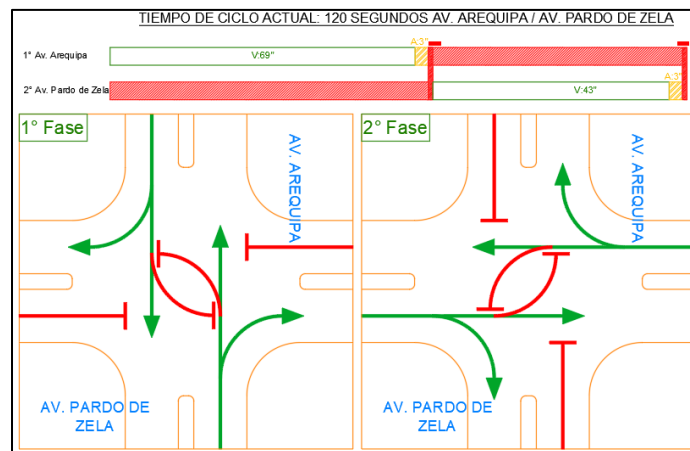 TIEMPO DE CICLO ACTUAL: 120 SEGUNDOS AV. AREQUIPA / AV. PARDO DE ZELA
A:3"
1° Av. Arequipa
V:69"
A:3"
2° Av. Pardo de Zela
V:43"
1° Fase
AV. AREQUIPA
AV. PARDO DE
ZELA
2° Fase
AV. AREQUIPA
AV. PARDO DE
ZELA